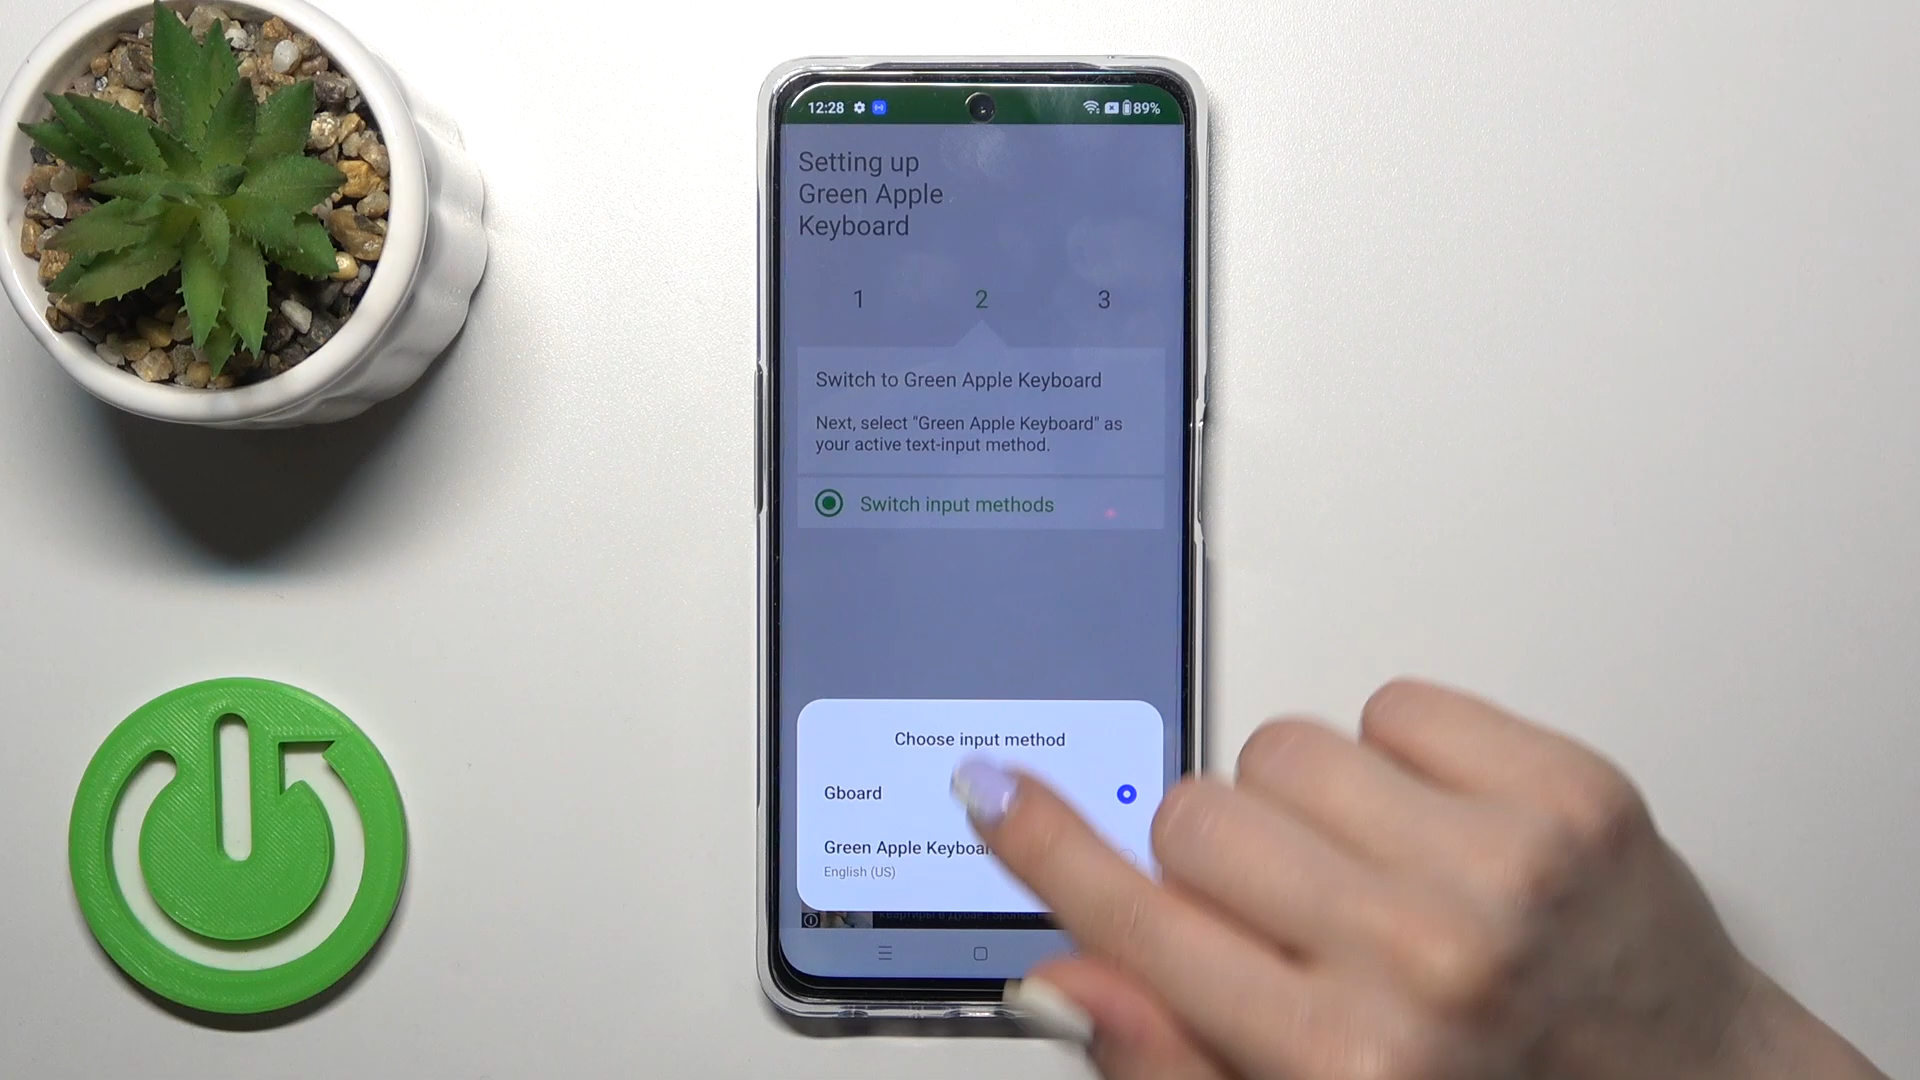 12:28
89%
Setting up
Green Apple
Keyboard
1 2 3
Switch to Green Apple Keyboard
Next, select "Green Apple Keyboard" as
your active text-input method.
Switch input methods
Choose input method
Gboard
Green Apple
English (US)